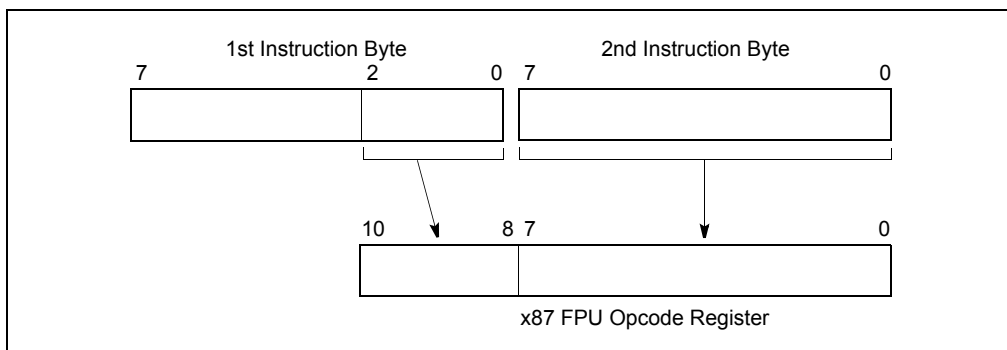 1st Instruction Byte 2nd Instruction Byte
7 2 0 7 0
10 8 7 0
x87 FPU Opcode Register